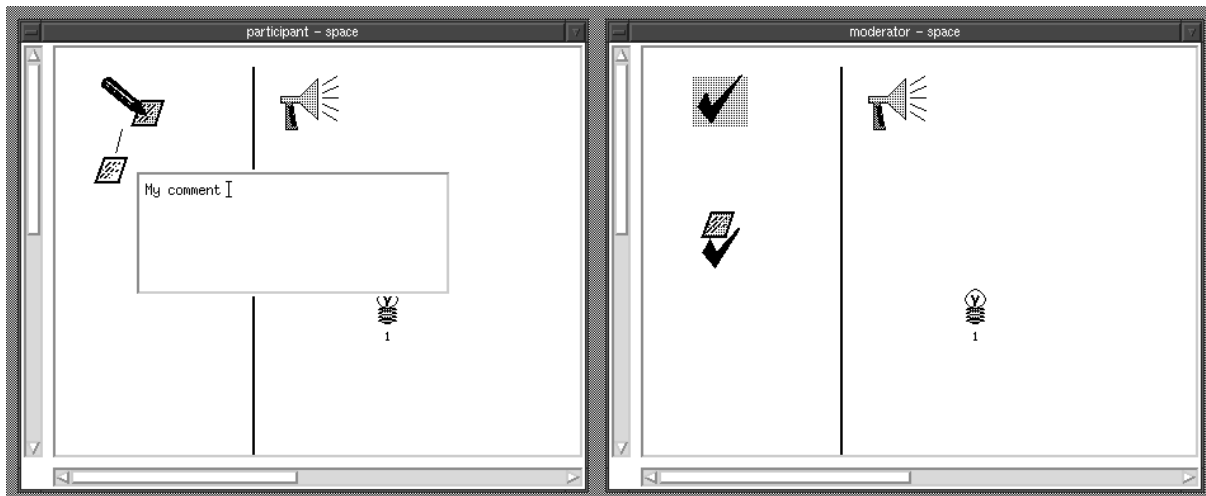 participant – space
My comment
Y
1
moderator – space
Y
1